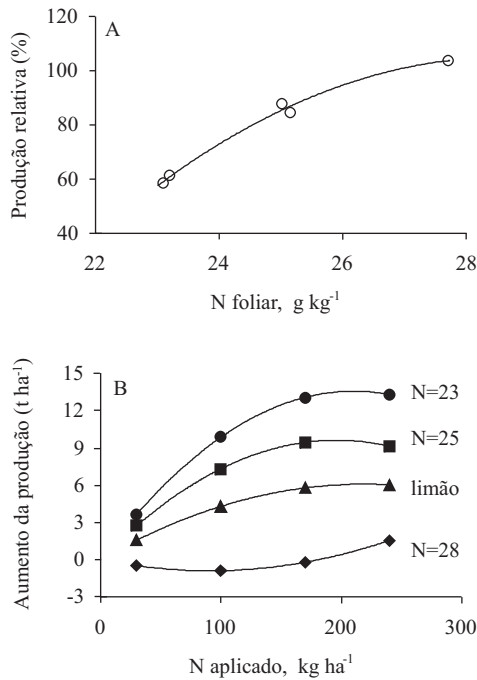 A
Produção relativa (%)
120
100
80
60
40
22
24
26
28
N foliar, g kg⁻¹
B
Aumento da produção (t ha⁻¹)
15
12
9
6
3
0
-3
N=23
N=25
limão
N=28
0
100
200
300
N aplicado, kg ha⁻¹